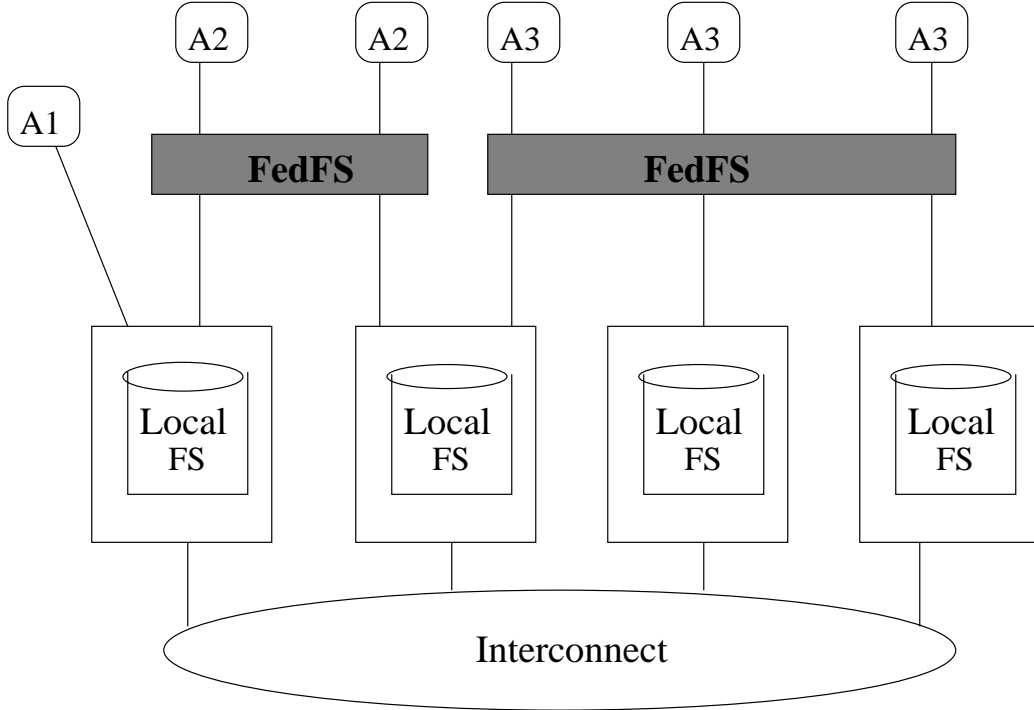 A2
A2
A3
A3
A3
A1
FedFS
FedFS
Local
FS
Local
FS
Local
FS
Local
FS
Interconnect